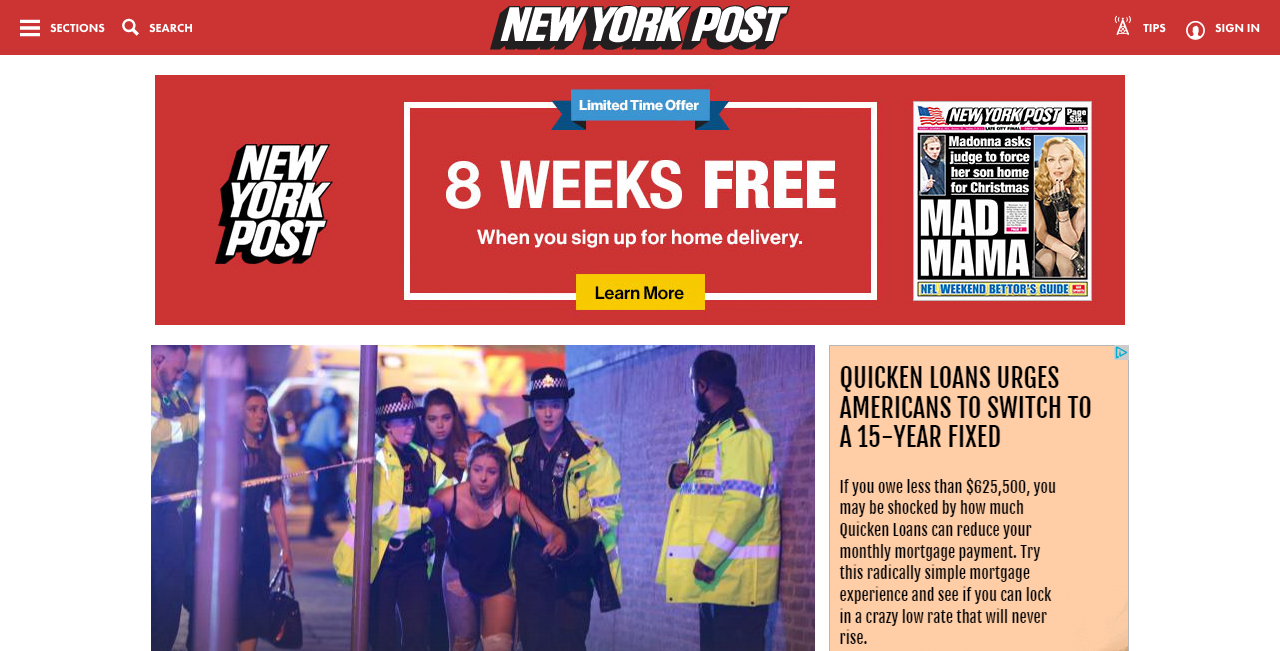 SECTIONS
SEARCH
NEW YORK POST
TIPS
SIGN IN
Limited Time Offer
NEW
YORK
POST
8 WEEKS FREE
When you sign up for home delivery.
Learn More
NEW YORK POST
Page
Six
LATE CITY FINAL
Madonna asks
judge to force
her son home
for Christmas
MAD
MAMA
NFL WEEKEND BETTOR'S GUIDE
QUICKEN LOANS URGES
AMERICANS TO SWITCH TO
A 15-YEAR FIXED
If you owe less than $625,500, you
may be shocked by how much
Quicken Loans can reduce your
monthly mortgage payment. Try
this radically simple mortgage
experience and see if you can lock
in a crazy low rate that will never
rise.